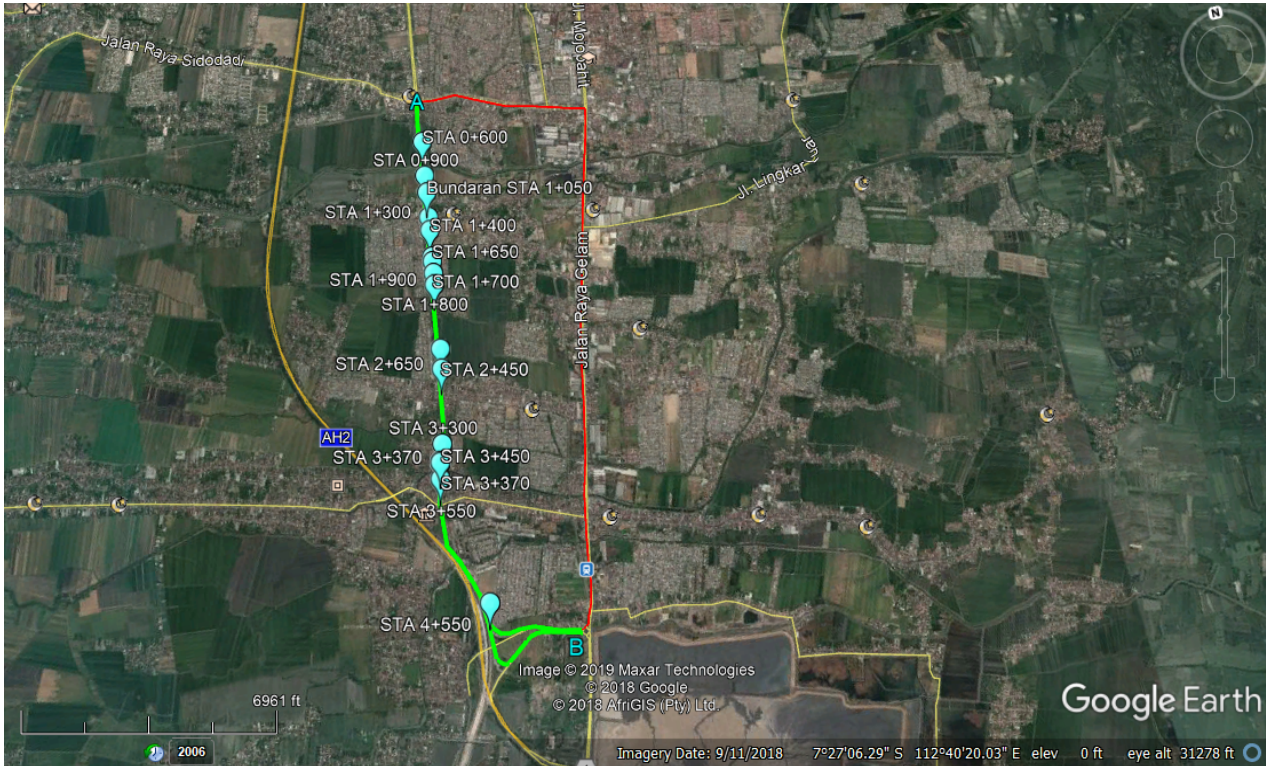 Jl. Mojopahit
N
Jalan Raya Sidodadi
A
STA 0+600
STA 0+900
Bundaran STA 1+050
Jl. Lingkar
STA 1+300
STA 1+400
STA 1+650
STA 1+900
STA 1+700
STA 1+800
Jalan Raya Gelam
STA 2+650
STA 2+450
STA 3+300
AH2
STA 3+370
STA 3+450
STA 3+370
STA 3+550
STA 4+550
B
Image © 2019 Maxar Technologies
© 2018 Google
© 2018 AfriGIS (Pty) Ltd.
6961 ft
Google Earth
2006
Imagery Date: 9/11/2018 7°27'06.29" S 112°40'20.03" E elev 0 ft eye alt 31278 ft